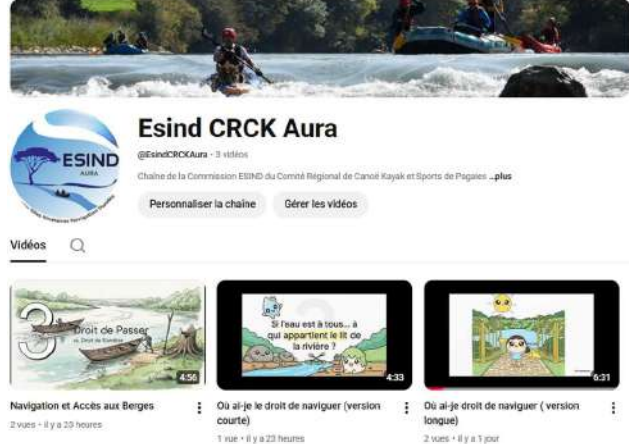 Esind CRCK Aura
@EsindCRCKAura - 3 vidéos
Chaîne de la Commission ESIND du Comité Régional de Canoë Kayak et Sports de Pagaies ...plus
ESIND
AURA
Personnaliser la chaîne
Gérer les vidéos
Vidéos
3
Droit de Passer
4:56
Si l'eau est à tous... à
qui appartient le lit de
la rivière ?
4:33
6:31
Navigation et Accès aux Berges
2 vues - il y a 23 heures
Où ai-je le droit de naviguer (version
courte)
1 vue - il y a 23 heures
Où ai-je droit de naviguer ( version
longue)
2 vues - il y a 1 jour